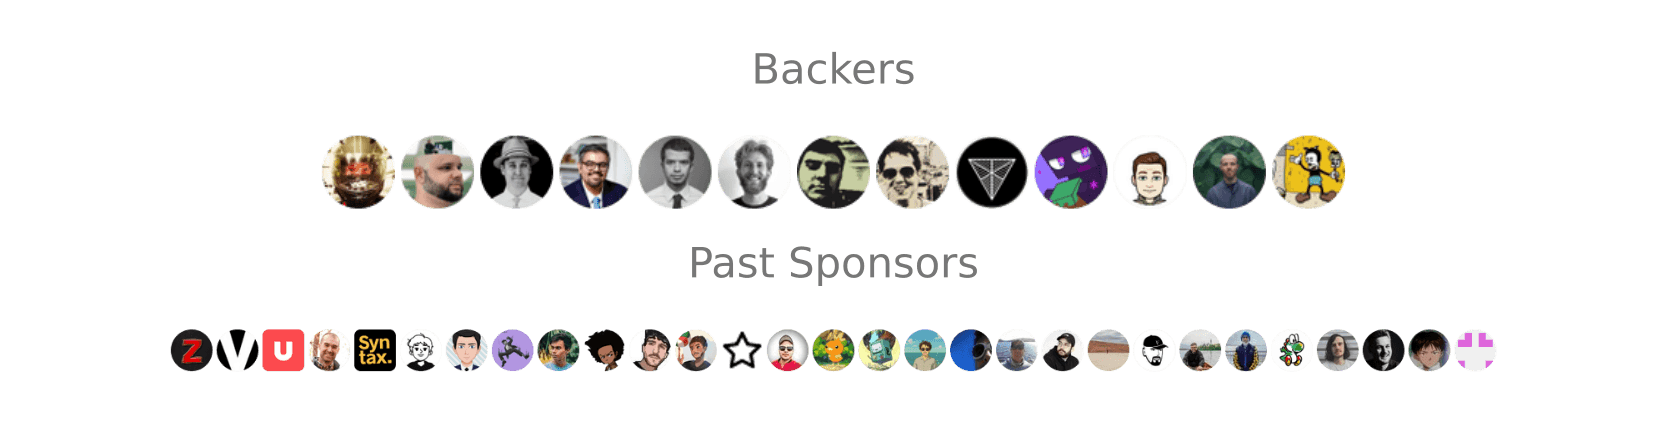 Backers
Past Sponsors
Z
V
U
Syn
tax.